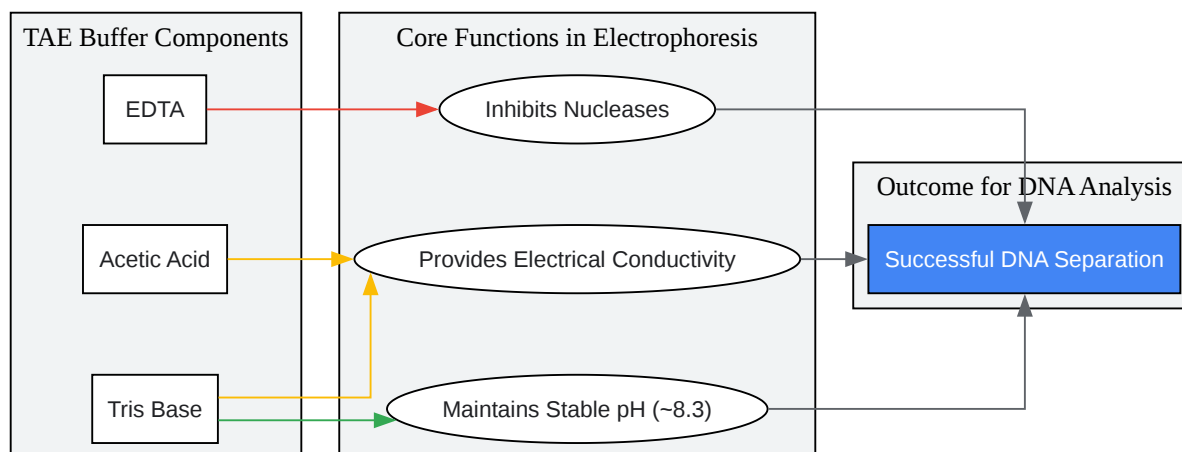 TAE Buffer Components
EDTA
Acetic Acid
Tris Base
Core Functions in Electrophoresis
Inhibits Nucleases
Provides Electrical Conductivity
Maintains Stable pH (~8.3)
Outcome for DNA Analysis
Successful DNA Separation